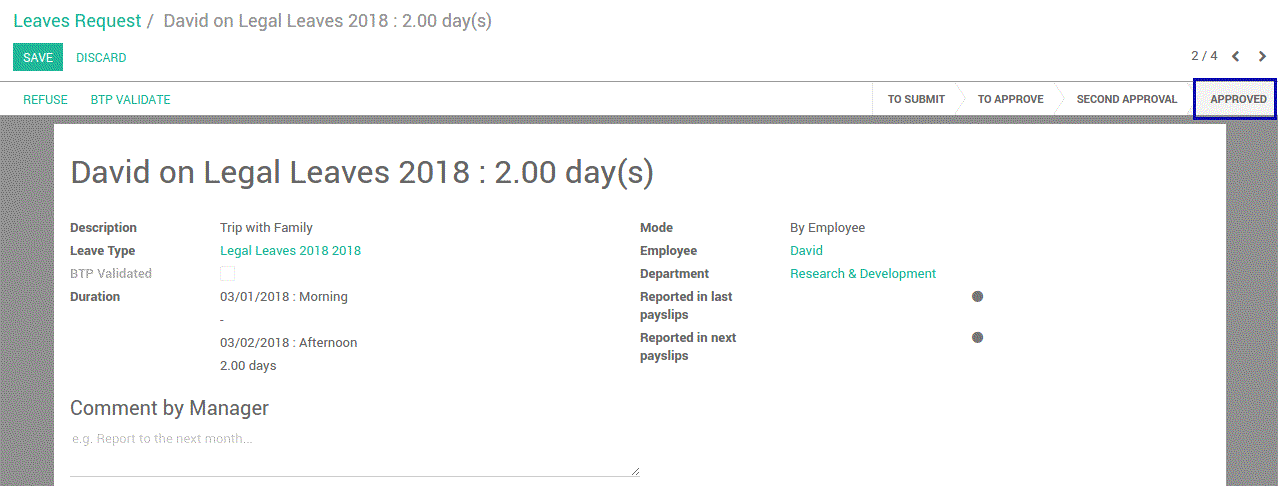 Leaves Request / David on Legal Leaves 2018 : 2.00 day(s)
SAVE DISCARD 2 / 4
REFUSE BTP VALIDATE TO SUBMIT TO APPROVE SECOND APPROVAL APPROVED
David on Legal Leaves 2018 : 2.00 day(s)
Description Trip with Family Mode By Employee
Leave Type Legal Leaves 2018 2018 Employee David
BTP Validated Department Research & Development
Duration 03/01/2018 : Morning Reported in last
payslips
-
03/02/2018 : Afternoon Reported in next
payslips
2.00 days
Comment by Manager
e.g. Report to the next month...